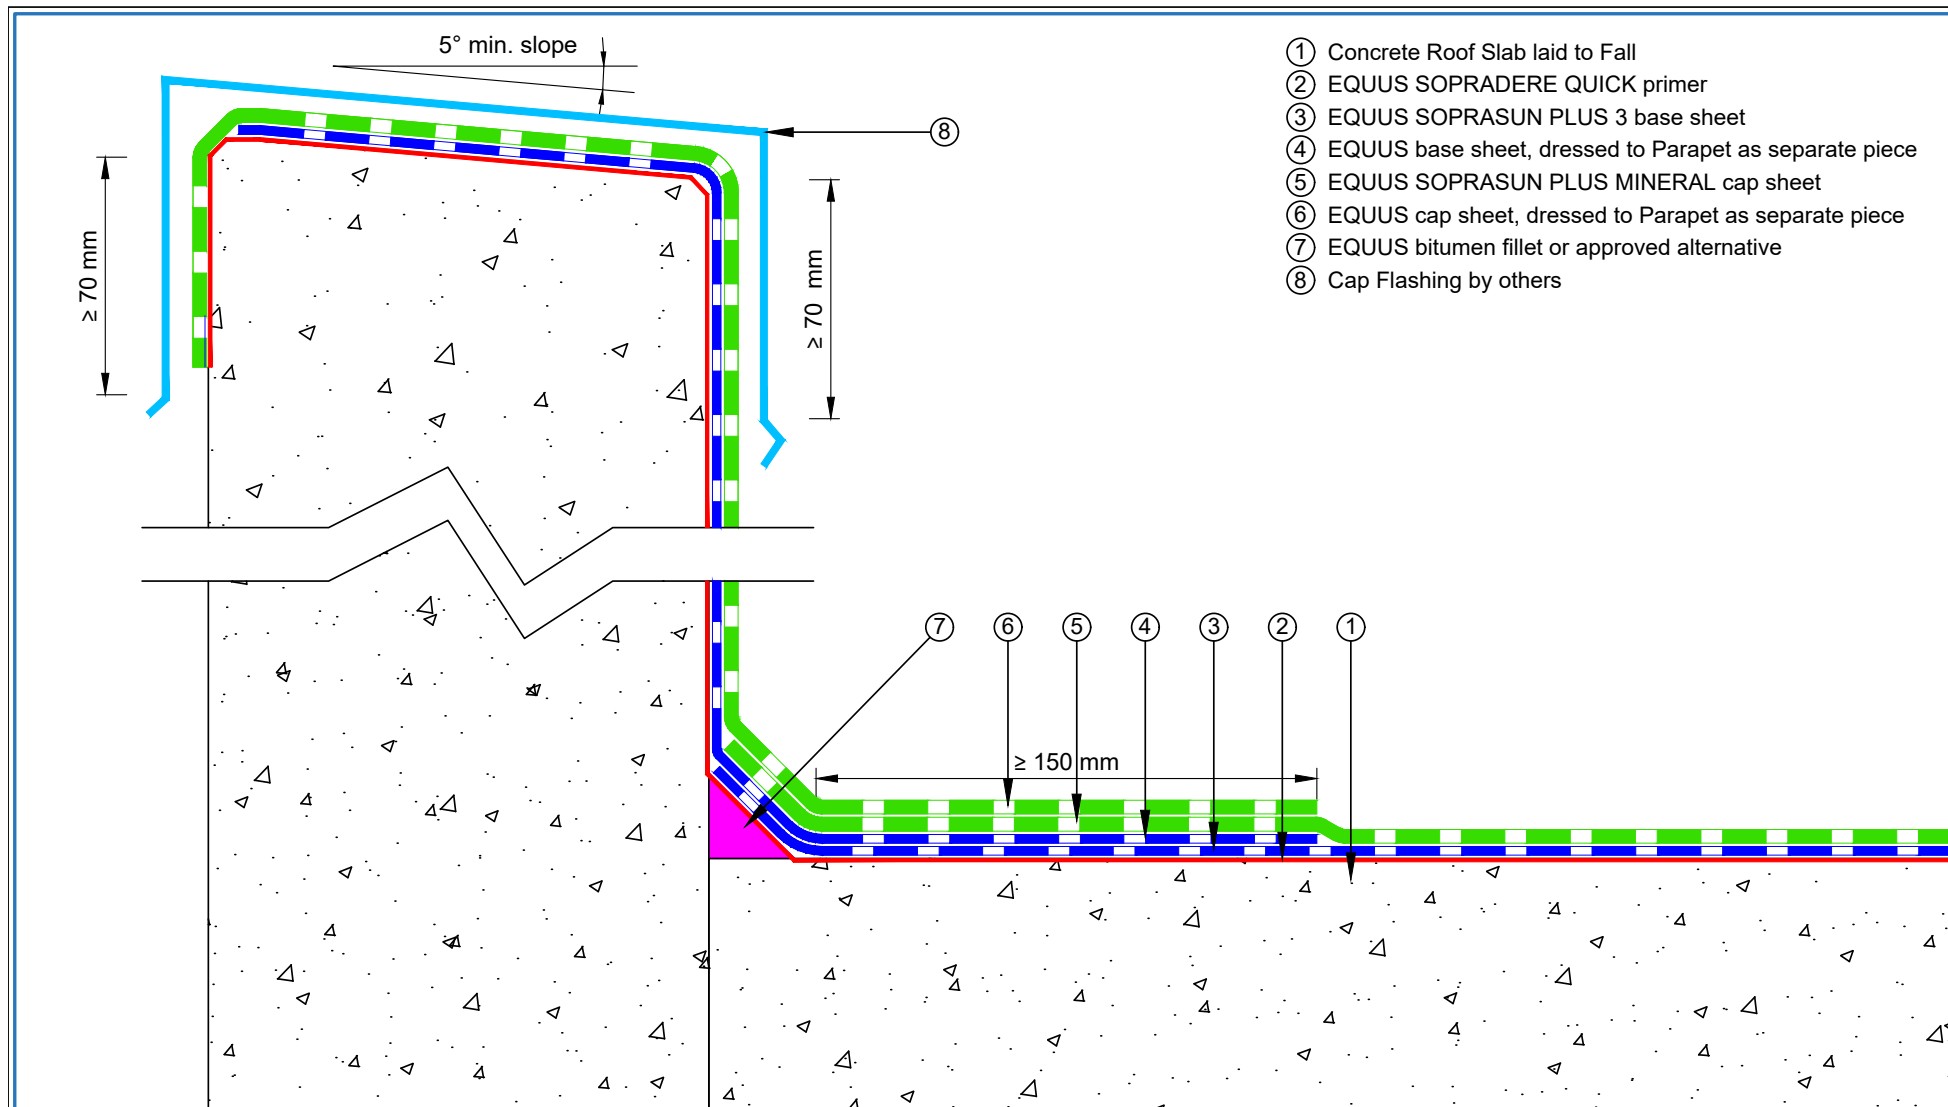 5° min. slope
① Concrete Roof Slab laid to Fall
② EQUUS SOPRADERE QUICK primer
③ EQUUS SOPRASUN PLUS 3 base sheet
④ EQUUS base sheet, dressed to Parapet as separate piece
⑤ EQUUS SOPRASUN PLUS MINERAL cap sheet
⑥ EQUUS cap sheet, dressed to Parapet as separate piece
⑦ EQUUS bitumen fillet or approved alternative
⑧ Cap Flashing by others
⑧
≥ 70 mm
≥ 70 mm
⑦ ⑥ ⑤ ④ ③ ② ①
≥ 150 mm